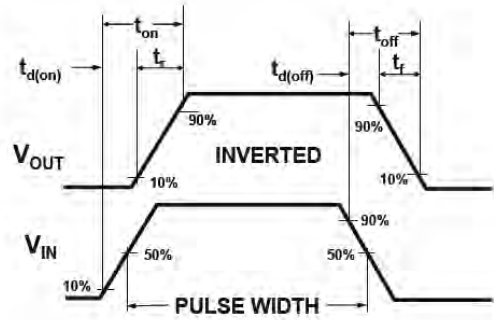 t_on
t_off
t_d(on)
t_r
t_d(off)
t_f
90%
90%
V_OUT
INVERTED
10%
10%
90%
V_IN
50%
50%
10%
PULSE WIDTH